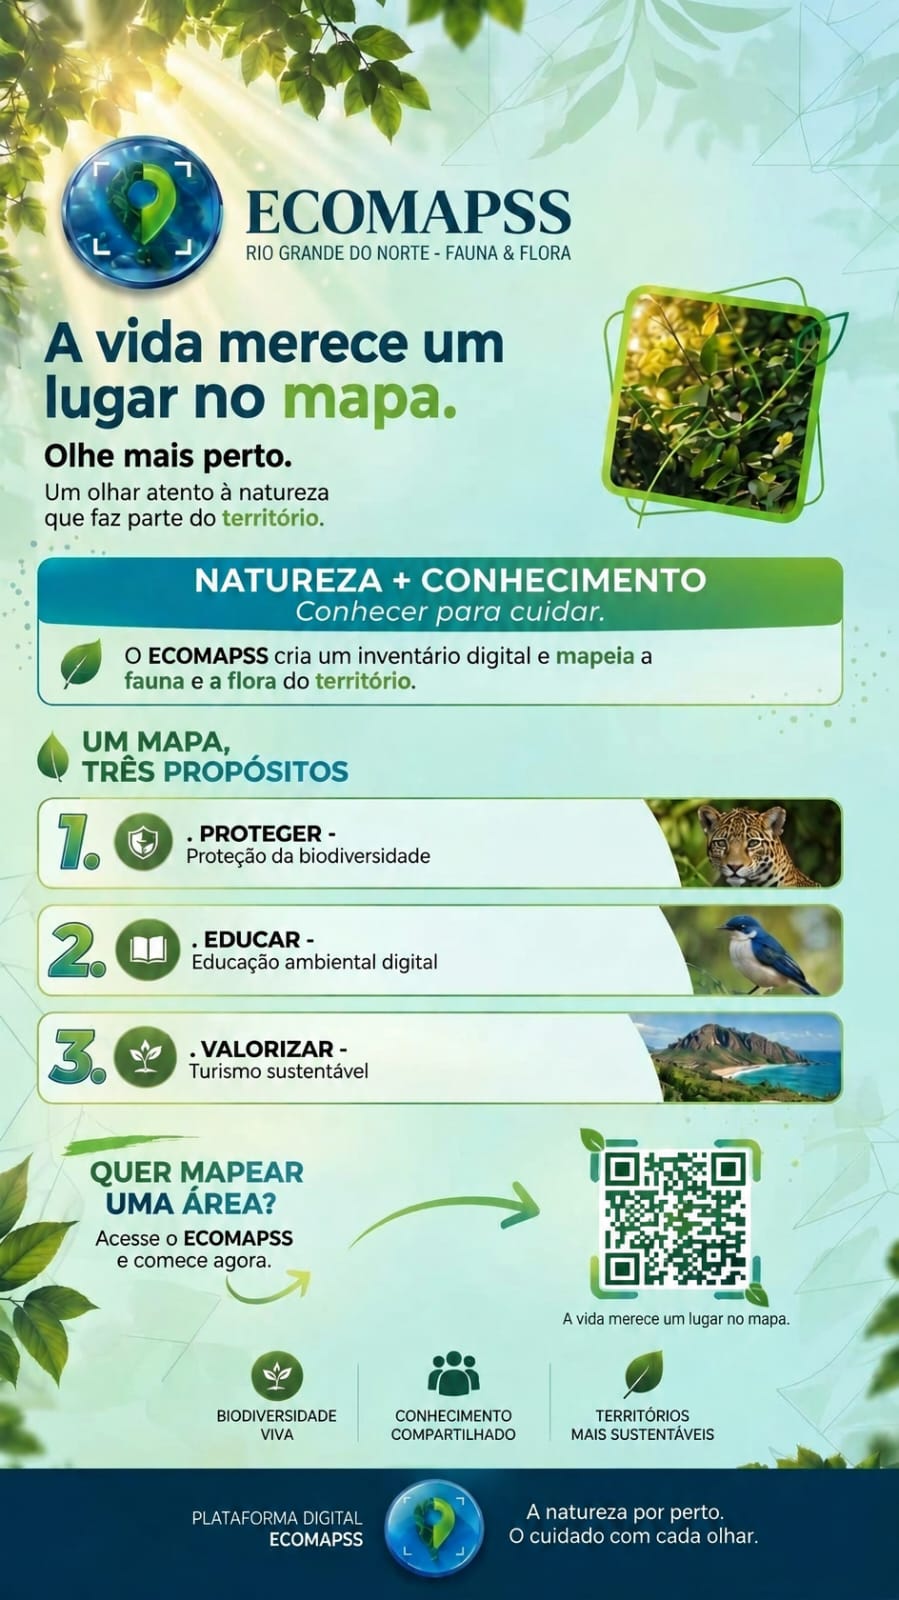 ECOMAPSS
RIO GRANDE DO NORTE - FAUNA & FLORA
A vida merece um
lugar no mapa.
Olhe mais perto.
Um olhar atento à natureza
que faz parte do território.
NATUREZA + CONHECIMENTO
Conhecer para cuidar.
O ECOMAPSS cria um inventário digital e mapeia a
fauna e a flora do território.
UM MAPA,
TRÊS PROPÓSITOS
1. . PROTEGER -
Proteção da biodiversidade
2. . EDUCAR -
Educação ambiental digital
3. . VALORIZAR -
Turismo sustentável
QUER MAPEAR
UMA ÁREA?
Acesse o ECOMAPSS
e comece agora.
A vida merece um lugar no mapa.
BIODIVERSIDADE
VIVA
CONHECIMENTO
COMPARTILHADO
TERRITÓRIOS
MAIS SUSTENTÁVEIS
PLATAFORMA DIGITAL
ECOMAPSS
A natureza por perto.
O cuidado com cada olhar.